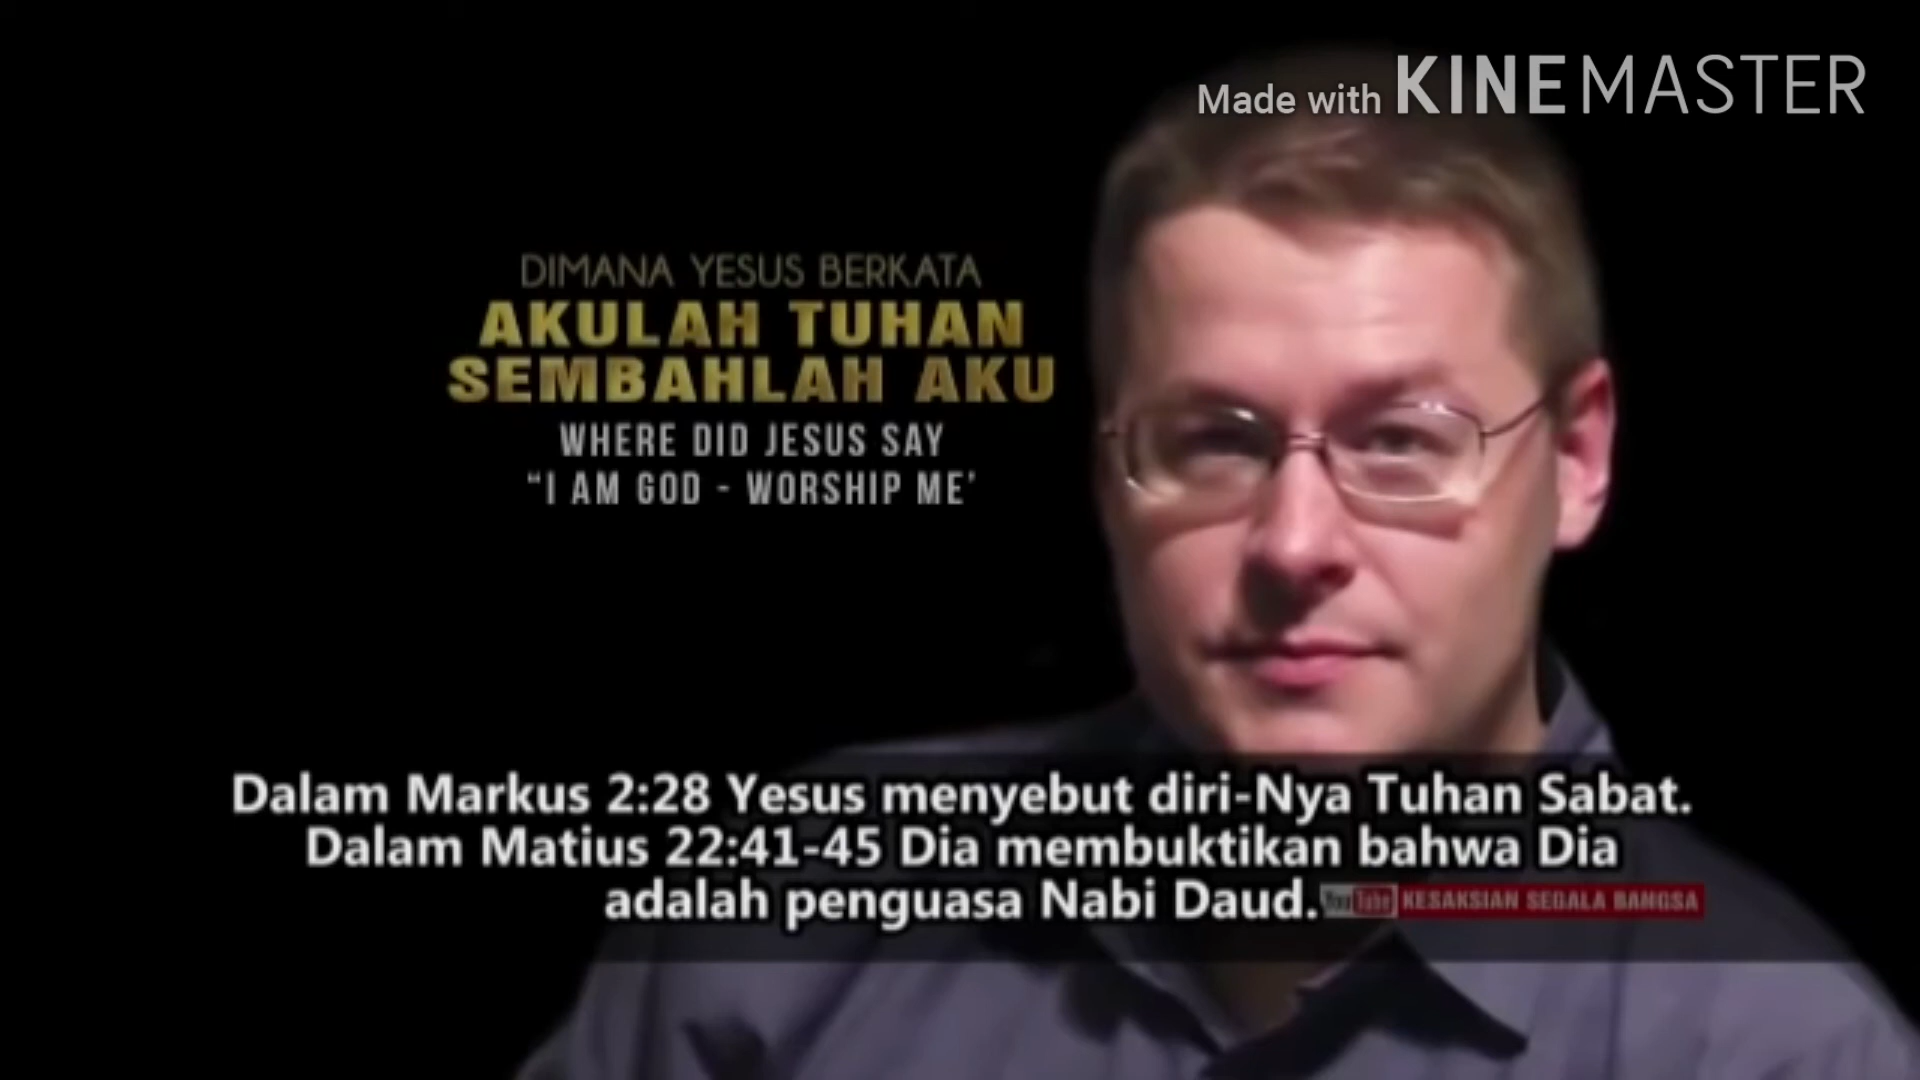 Made with KINEMASTER
DIMANA YESUS BERKATA
AKULAH TUHAN
SEMBAHLAH AKU
WHERE DID JESUS SAY
“I AM GOD - WORSHIP ME’
Dalam Markus 2:28 Yesus menyebut diri-Nya Tuhan Sabat.
Dalam Matius 22:41-45 Dia membuktikan bahwa Dia
adalah penguasa Nabi Daud.
YouTube KESAKSIAN SEGALA BANGSA